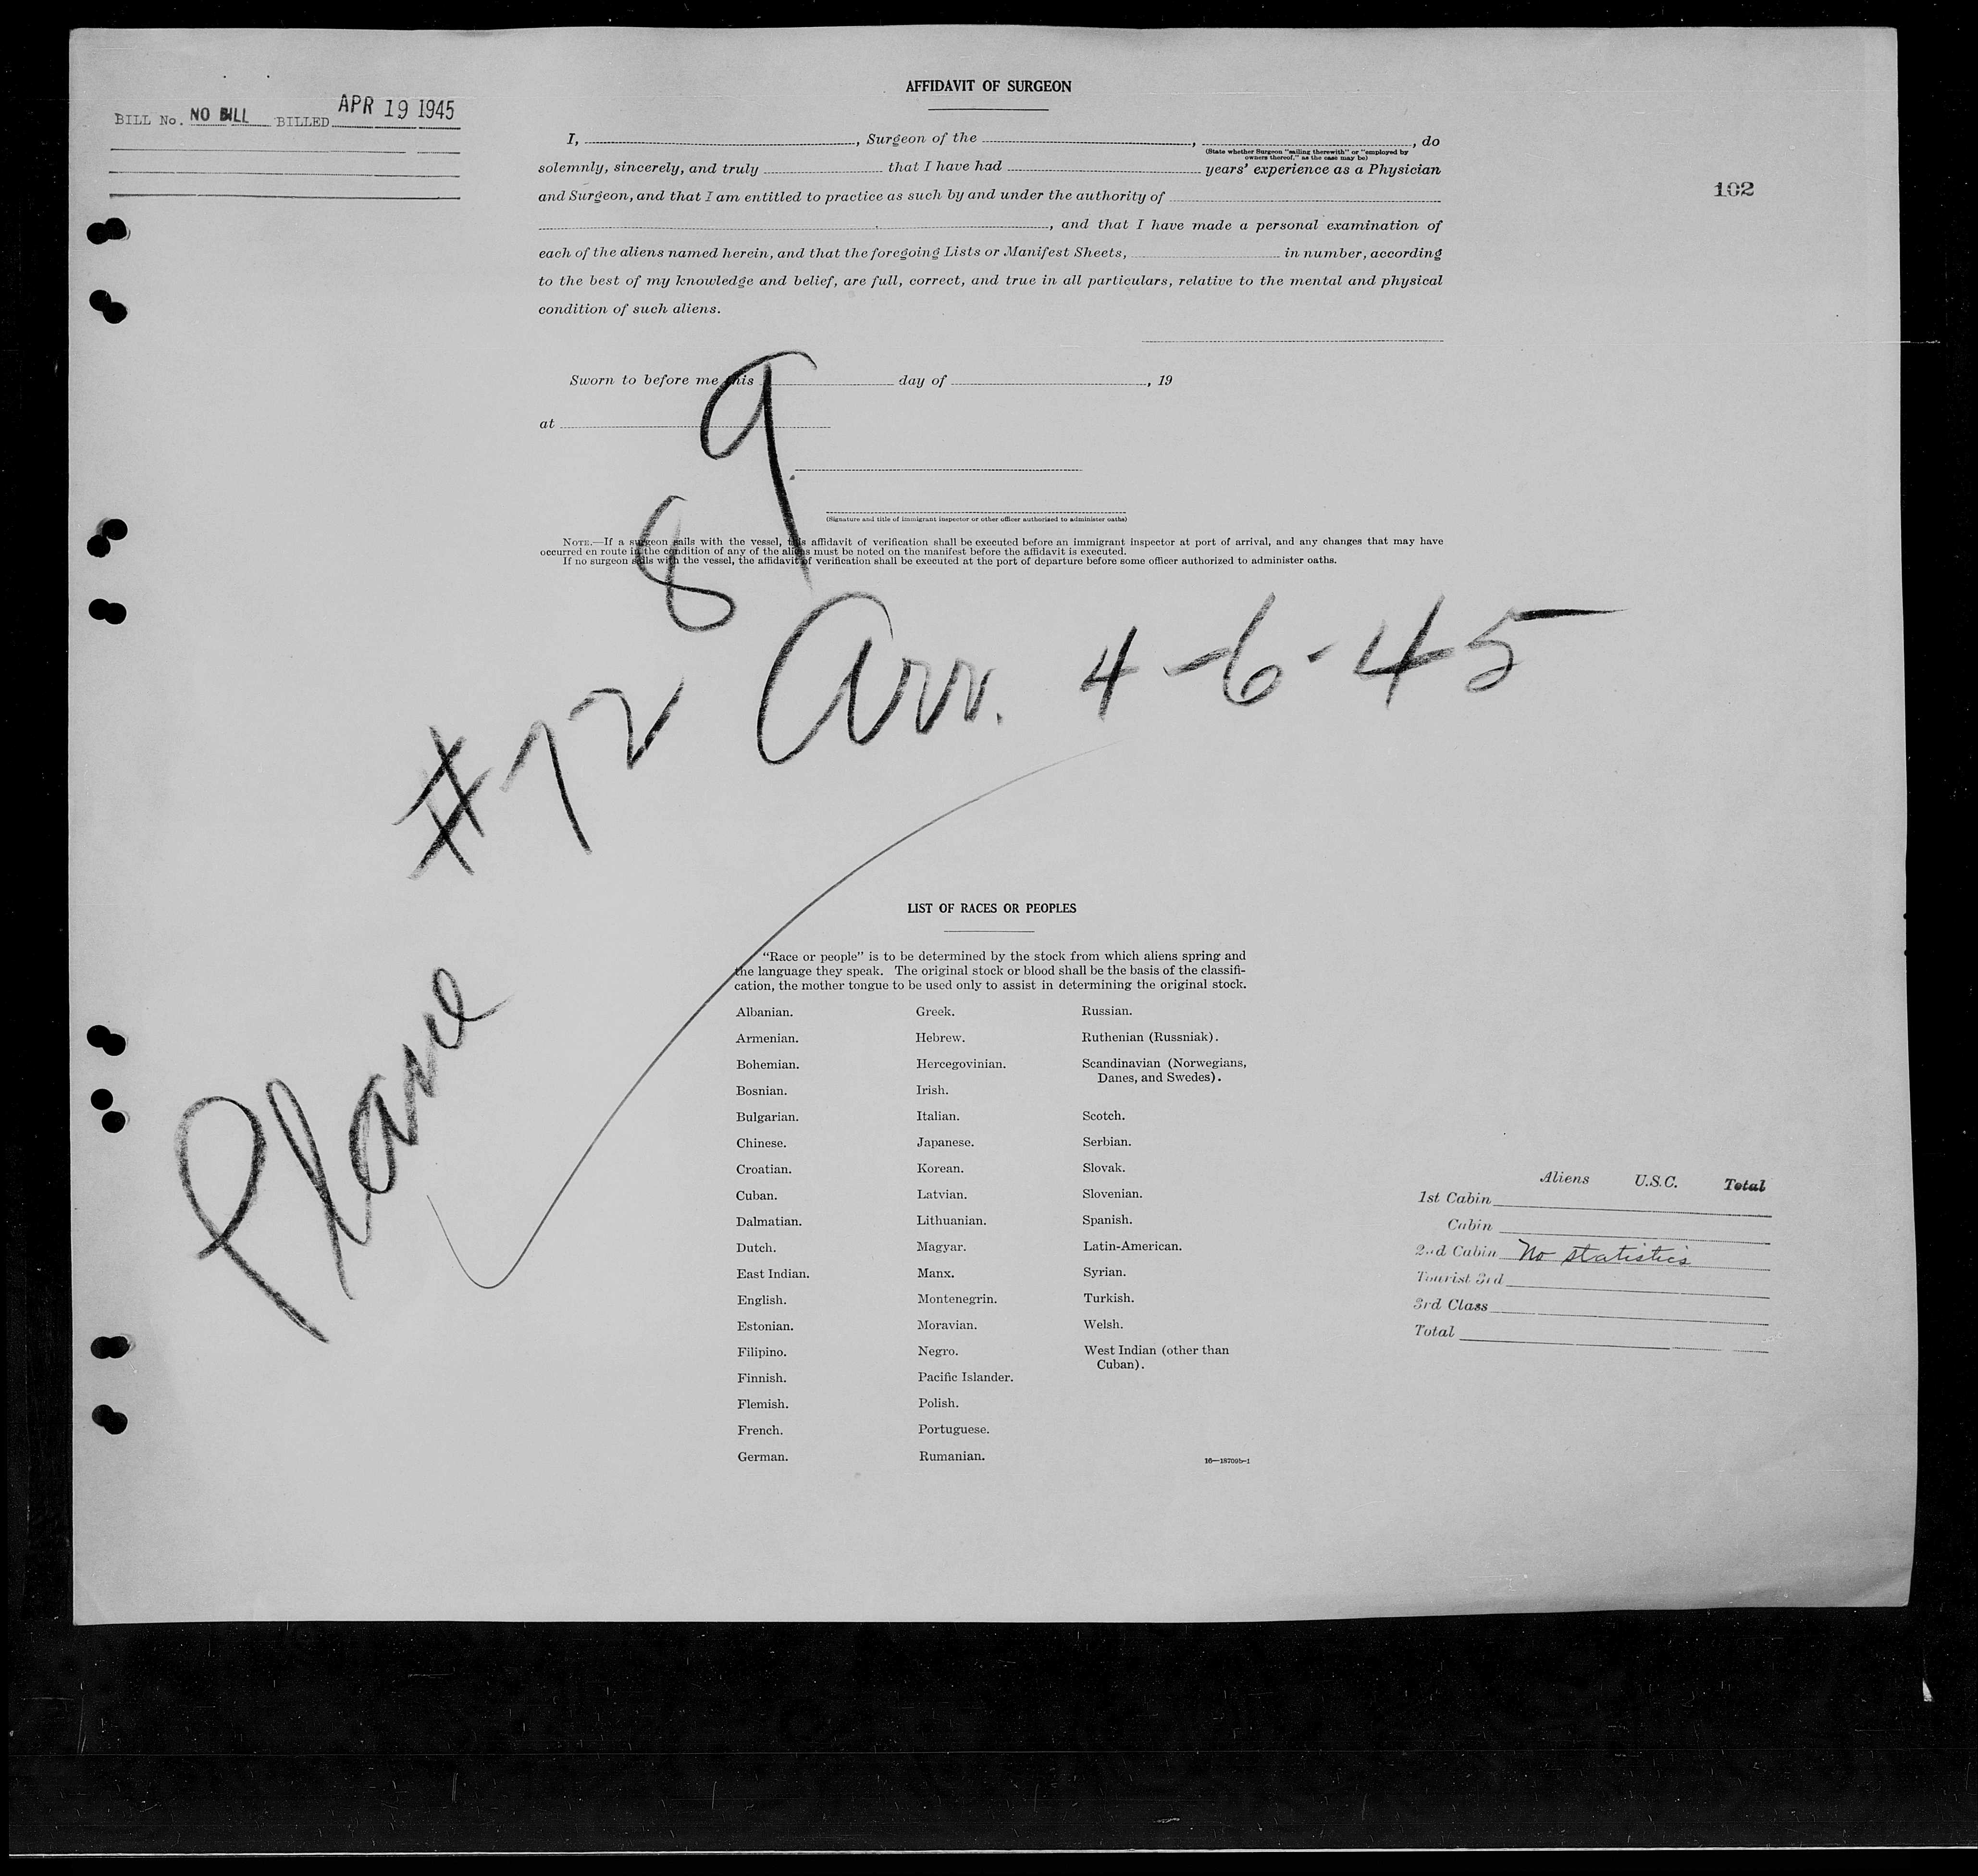 BILL No. NO BILL BILLED APR 19 1945
AFFIDAVIT OF SURGEON
102
I, , Surgeon of the , , do
(State whether Surgeon "sailing therewith" or "employed by
owners thereof," as the case may be)
solemnly, sincerely, and truly that I have had years' experience as a Physician
and Surgeon, and that I am entitled to practice as such by and under the authority of
, and that I have made a personal examination of
each of the aliens named herein, and that the foregoing Lists or Manifest Sheets, in number, according
to the best of my knowledge and belief, are full, correct, and true in all particulars, relative to the mental and physical
condition of such aliens.
Sworn to before me this day of , 19
at
(Signature and title of immigrant inspector or other officer authorized to administer oaths)
NOTE.—If a surgeon sails with the vessel, this affidavit of verification shall be executed before an immigrant inspector at port of arrival, and any changes that may have
occurred en route in the condition of any of the aliens must be noted on the manifest before the affidavit is executed.
If no surgeon sails with the vessel, the affidavit of verification shall be executed at the port of departure before some officer authorized to administer oaths.
Plane #7289
Arr. 4-6-45
LIST OF RACES OR PEOPLES
"Race or people" is to be determined by the stock from which aliens spring and
the language they speak. The original stock or blood shall be the basis of the classifi-
cation, the mother tongue to be used only to assist in determining the original stock.
Albanian.
Armenian.
Bohemian.
Bosnian.
Bulgarian.
Chinese.
Croatian.
Cuban.
Dalmatian.
Dutch.
East Indian.
English.
Estonian.
Filipino.
Finnish.
Flemish.
French.
German.
Greek.
Hebrew.
Hercegovinian.
Irish.
Italian.
Japanese.
Korean.
Latvian.
Lithuanian.
Magyar.
Manx.
Montenegrin.
Moravian.
Negro.
Pacific Islander.
Polish.
Portuguese.
Rumanian.
Russian.
Ruthenian (Russniak).
Scandinavian (Norwegians,
Danes, and Swedes).
Scotch.
Serbian.
Slovak.
Slovenian.
Spanish.
Latin-American.
Syrian.
Turkish.
Welsh.
West Indian (other than
Cuban).
16—18709b-1
Aliens U.S.C. Total
1st Cabin
Cabin
2nd Cabin No statistics
Tourist 3rd
3rd Class
Total